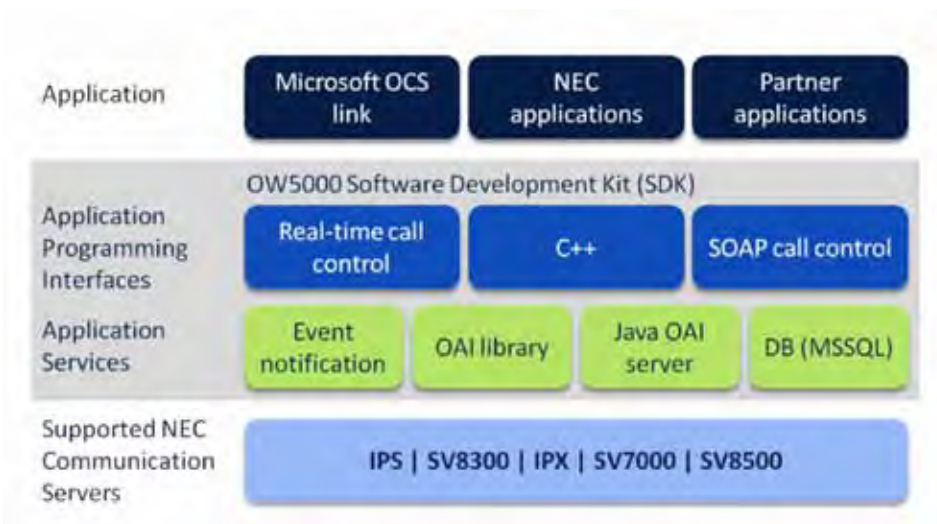 Application
Microsoft OCS
link
NEC
applications
Partner
applications
OW5000 Software Development Kit (SDK)
Application
Programming
Interfaces
Real-time call
control
C++
SOAP call control
Application
Services
Event
notification
OAI library
Java OAI
server
DB (MSSQL)
Supported NEC
Communication
Servers
IPS | SV8300 | IPX | SV7000 | SV8500